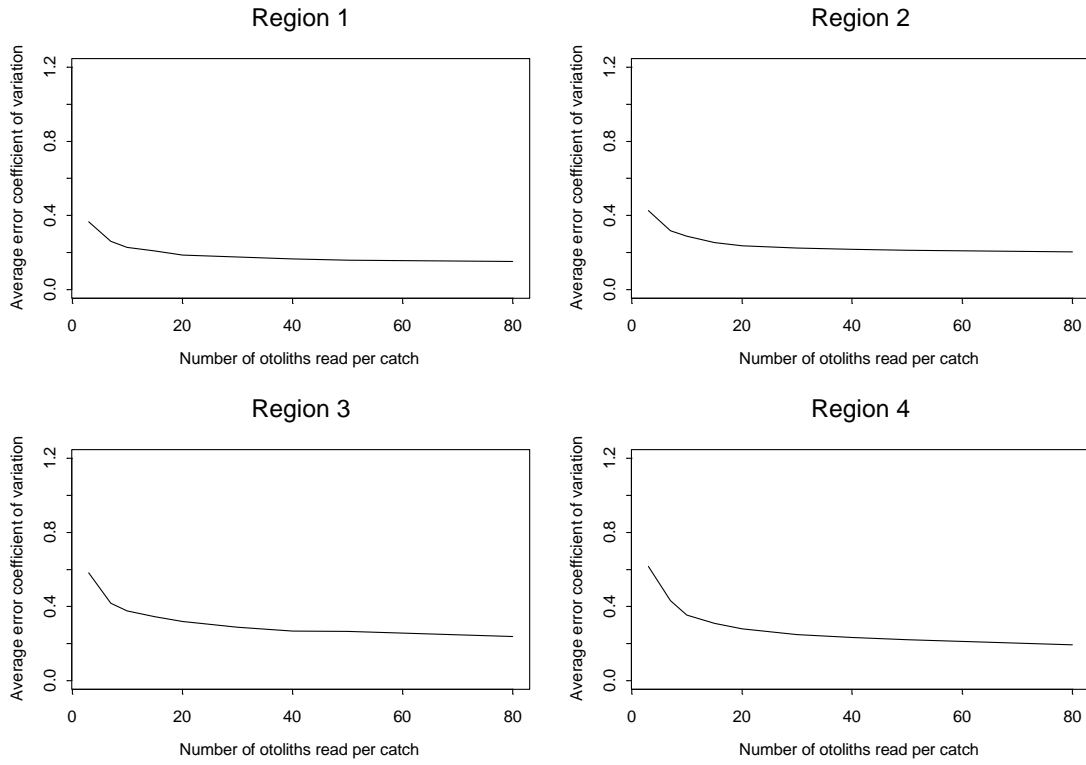 Region 1
Average error coefficient of variation
1.2
0.8
0.4
0.0
0 20 40 60 80
Number of otoliths read per catch
Region 2
Average error coefficient of variation
1.2
0.8
0.4
0.0
0 20 40 60 80
Number of otoliths read per catch
Region 3
Average error coefficient of variation
1.2
0.8
0.4
0.0
0 20 40 60 80
Number of otoliths read per catch
Region 4
Average error coefficient of variation
1.2
0.8
0.4
0.0
0 20 40 60 80
Number of otoliths read per catch